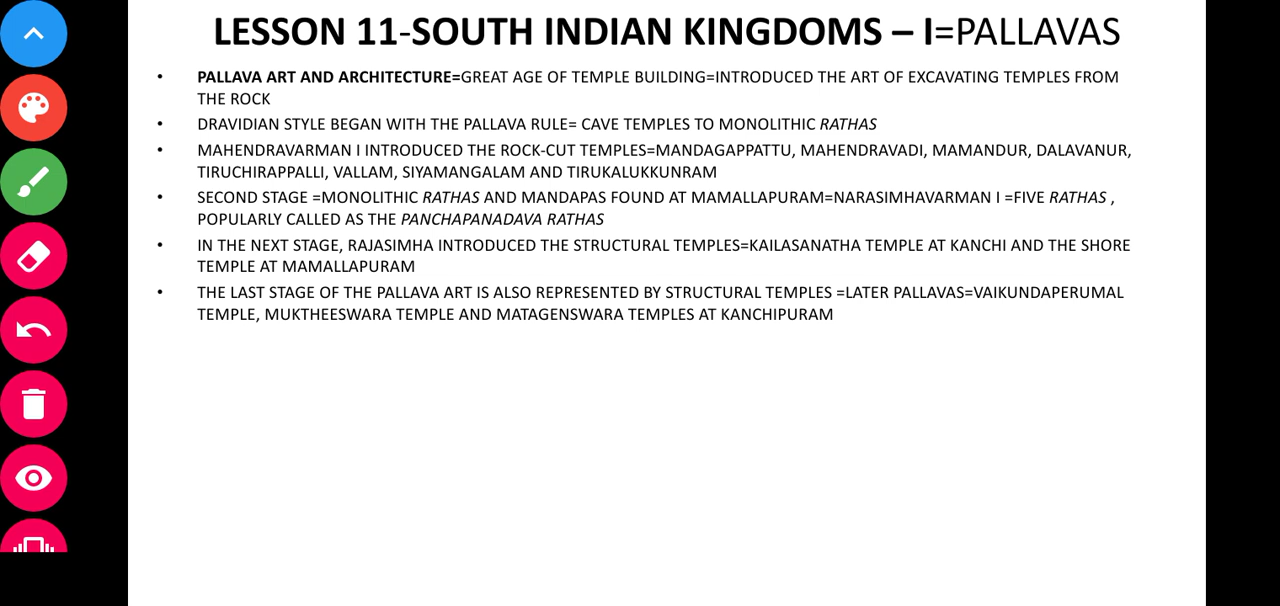 LESSON 11-SOUTH INDIAN KINGDOMS – I=PALLAVAS
• PALLAVA ART AND ARCHITECTURE=GREAT AGE OF TEMPLE BUILDING=INTRODUCED THE ART OF EXCAVATING TEMPLES FROM
THE ROCK
• DRAVIDIAN STYLE BEGAN WITH THE PALLAVA RULE= CAVE TEMPLES TO MONOLITHIC RATHAS
• MAHENDRAVARMAN I INTRODUCED THE ROCK-CUT TEMPLES=MANDAGAPPATTU, MAHENDRAVADI, MAMANDUR, DALAVANUR,
TIRUCHIRAPPALLI, VALLAM, SIYAMANGALAM AND TIRUKALUKKUNRAM
• SECOND STAGE =MONOLITHIC RATHAS AND MANDAPAS FOUND AT MAMALLAPURAM=NARASIMHAVARMAN I =FIVE RATHAS ,
POPULARLY CALLED AS THE PANCHAPANADAVA RATHAS
• IN THE NEXT STAGE, RAJASIMHA INTRODUCED THE STRUCTURAL TEMPLES=KAILASANATHA TEMPLE AT KANCHI AND THE SHORE
TEMPLE AT MAMALLAPURAM
• THE LAST STAGE OF THE PALLAVA ART IS ALSO REPRESENTED BY STRUCTURAL TEMPLES =LATER PALLAVAS=VAIKUNDAPERUMAL
TEMPLE, MUKTHEESWARA TEMPLE AND MATAGENSWARA TEMPLES AT KANCHIPURAM